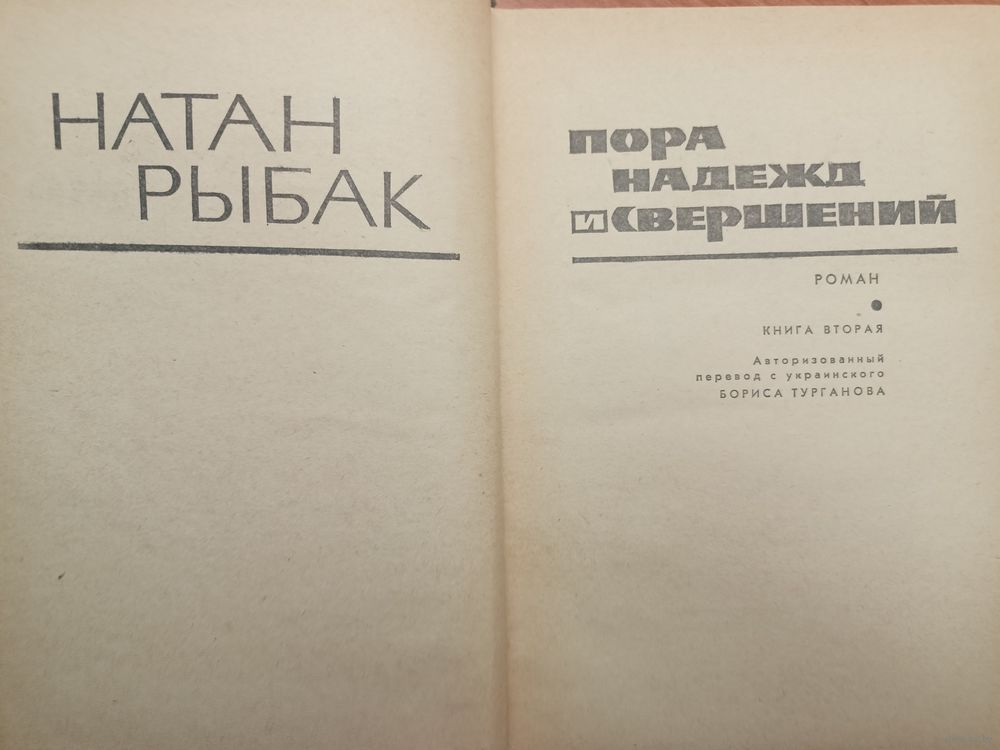 НАТАН
РЫБАК
ПОРА
НАДЕЖД
И СВЕРШЕНИЙ
РОМАН
КНИГА ВТОРАЯ
Авторизованный
перевод с украинского
БОРИСА ТУРГАНОВА